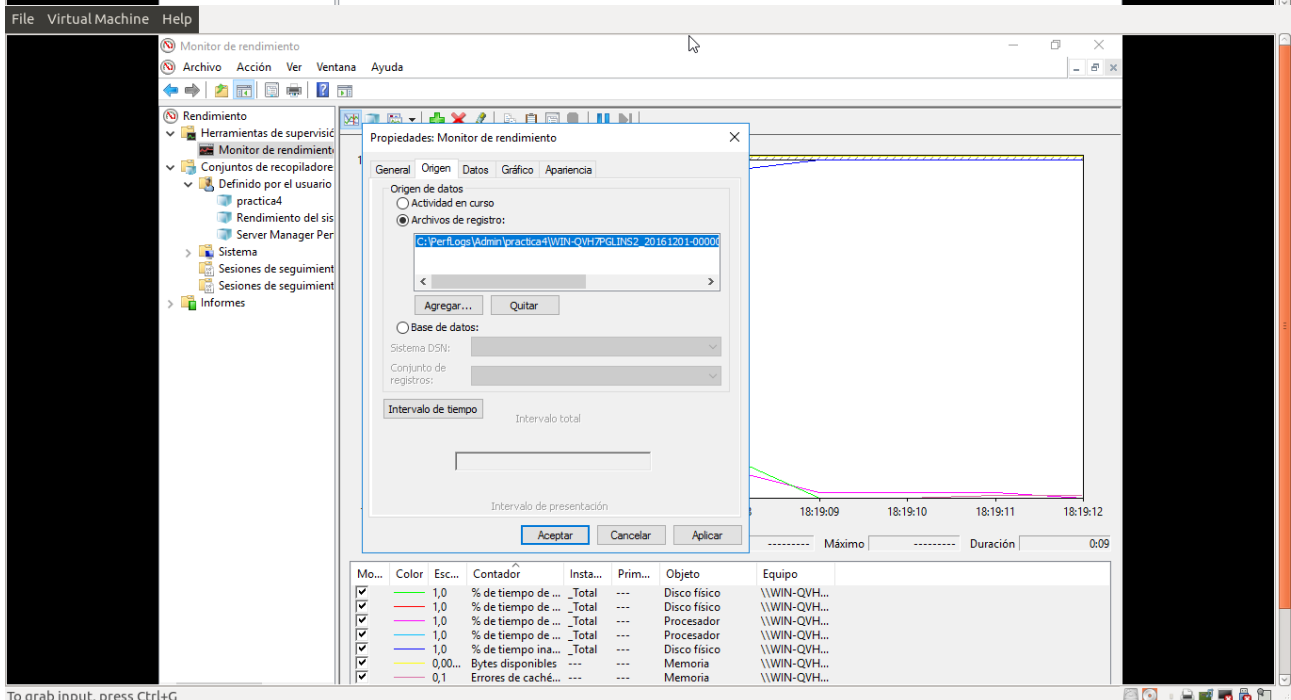 File Virtual Machine Help
Monitor de rendimiento
Archivo Acción Ver Ventana Ayuda
Rendimiento
Herramientas de supervisió
Monitor de rendimient
Conjuntos de recopiladore
Definido por el usuario
practica4
Rendimiento del sis
Server Manager Per
Sistema
Sesiones de seguimient
Sesiones de seguimient
Informes
Propiedades: Monitor de rendimiento
General Origen Datos Gráfico Apariencia
Origen de datos
Actividad en curso
Archivos de registro:
C:\PerfLogs\Admin\practica4\WIN-QVH7PGLINS2_20161201-00000
Agregar... Quitar
Base de datos:
Sistema DSN:
Conjunto de
registros:
Intervalo de tiempo
Intervalo total
Intervalo de presentación
Aceptar Cancelar Aplicar
18:19:09 18:19:10 18:19:11 18:19:12
--------- Máximo --------- Duración 0:09
Mo... Color Esc... Contador Insta... Prim... Objeto Equipo
1,0 % de tiempo de ... _Total --- Disco físico \\WIN-QVH...
1,0 % de tiempo de ... _Total --- Disco físico \\WIN-QVH...
1,0 % de tiempo de ... _Total --- Procesador \\WIN-QVH...
1,0 % de tiempo de ... _Total --- Procesador \\WIN-QVH...
1,0 % de tiempo ina... _Total --- Disco físico \\WIN-QVH...
0,00... Bytes disponibles --- --- Memoria \\WIN-QVH...
0,1 Errores de caché... --- --- Memoria \\WIN-QVH...
To grab input, press Ctrl+G